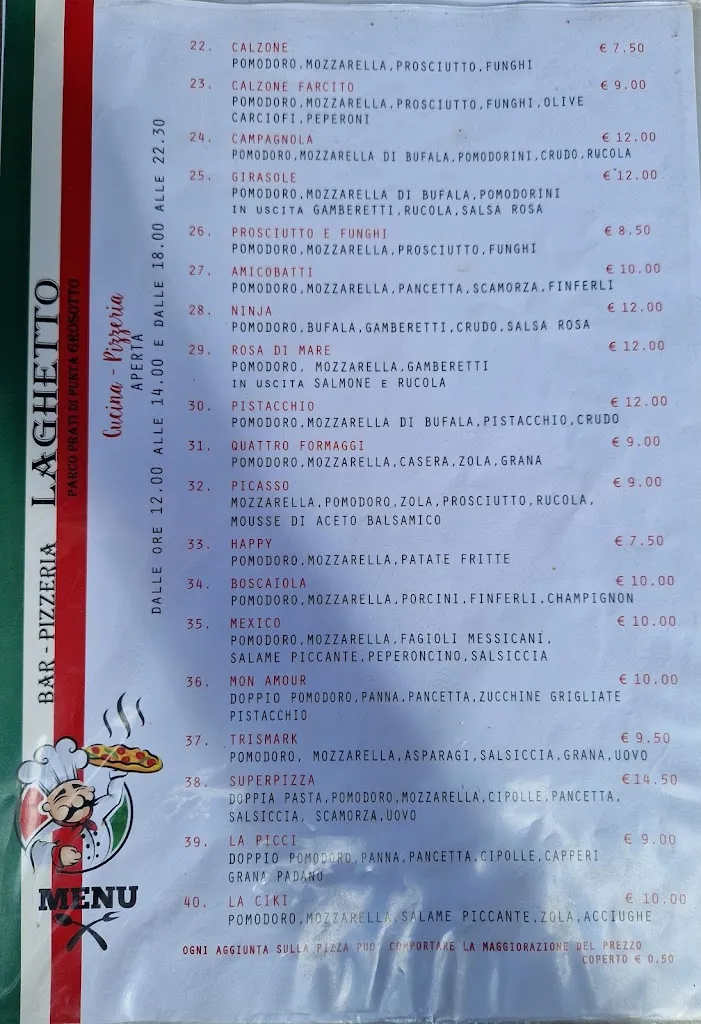 BAR - PIZZERIA LAGHETTO
PARCO PRATI DI PUNTA GROSOTTO
Cucina - Pizzeria
APERTA
DALLE ORE 12.00 ALLE 14.00 E DALLE 18.00 ALLE 22.30
MENU
22. CALZONE € 7.50
POMODORO,MOZZARELLA,PROSCIUTTO,FUNGHI
23. CALZONE FARCITO € 9.00
POMODORO,MOZZARELLA,PROSCIUTTO,FUNGHI,OLIVE
CARCIOFI,PEPERONI
24. CAMPAGNOLA € 12.00
POMODORO,MOZZARELLA DI BUFALA,POMODORINI,CRUDO,RUCOLA
25. GIRASOLE € 12.00
POMODORO,MOZZARELLA DI BUFALA,POMODORINI
IN USCITA GAMBERETTI,RUCOLA,SALSA ROSA
26. PROSCIUTTO E FUNGHI € 8.50
POMODORO,MOZZARELLA,PROSCIUTTO,FUNGHI
27. AMICOBATTI € 10.00
POMODORO,MOZZARELLA,PANCETTA,SCAMORZA,FINFERLI
28. NINJA € 12.00
POMODORO,BUFALA,GAMBERETTI,CRUDO,SALSA ROSA
29. ROSA DI MARE € 12.00
POMODORO, MOZZARELLA,GAMBERETTI
IN USCITA SALMONE e RUCOLA
30. PISTACCHIO € 12.00
POMODORO,MOZZARELLA DI BUFALA,PISTACCHIO,CRUDO
31. QUATTRO FORMAGGI € 9.00
POMODORO,MOZZARELLA,CASERA,ZOLA,GRANA
32. PICASSO € 9.00
MOZZARELLA,POMODORO,ZOLA,PROSCIUTTO,RUCOLA,
MOUSSE DI ACETO BALSAMICO
33. HAPPY € 7.50
POMODORO,MOZZARELLA,PATATE FRITTE
34. BOSCAIOLA € 10.00
POMODORO,MOZZARELLA,PORCINI,FINFERLI,CHAMPIGNON
35. MEXICO € 10.00
POMODORO,MOZZARELLA,FAGIOLI MESSICANI,
SALAME PICCANTE,PEPERONCINO,SALSICCIA
36. MON AMOUR € 10.00
DOPPIO POMODORO,PANNA,PANCETTA,ZUCCHINE GRIGLIATE
PISTACCHIO
37. TRISMARK € 9.50
POMODORO, MOZZARELLA,ASPARAGI,SALSICCIA,GRANA,UOVO
38. SUPERPIZZA €14.50
DOPPIA PASTA,POMODORO,MOZZARELLA,CIPOLLE,PANCETTA,
SALSICCIA, SCAMORZA,UOVO
39. LA PICCI € 9.00
DOPPIO POMODORO,PANNA,PANCETTA,CIPOLLE,CAPPERI
GRANA PADANO
40. LA CIKI € 10.00
POMODORO,MOZZARELLA,SALAME PICCANTE,ZOLA,ACCIUGHE
OGNI AGGIUNTA SULLA PIZZA PUO' COMPORTARE LA MAGGIORAZIONE DEL PREZZO
COPERTO € 0,50